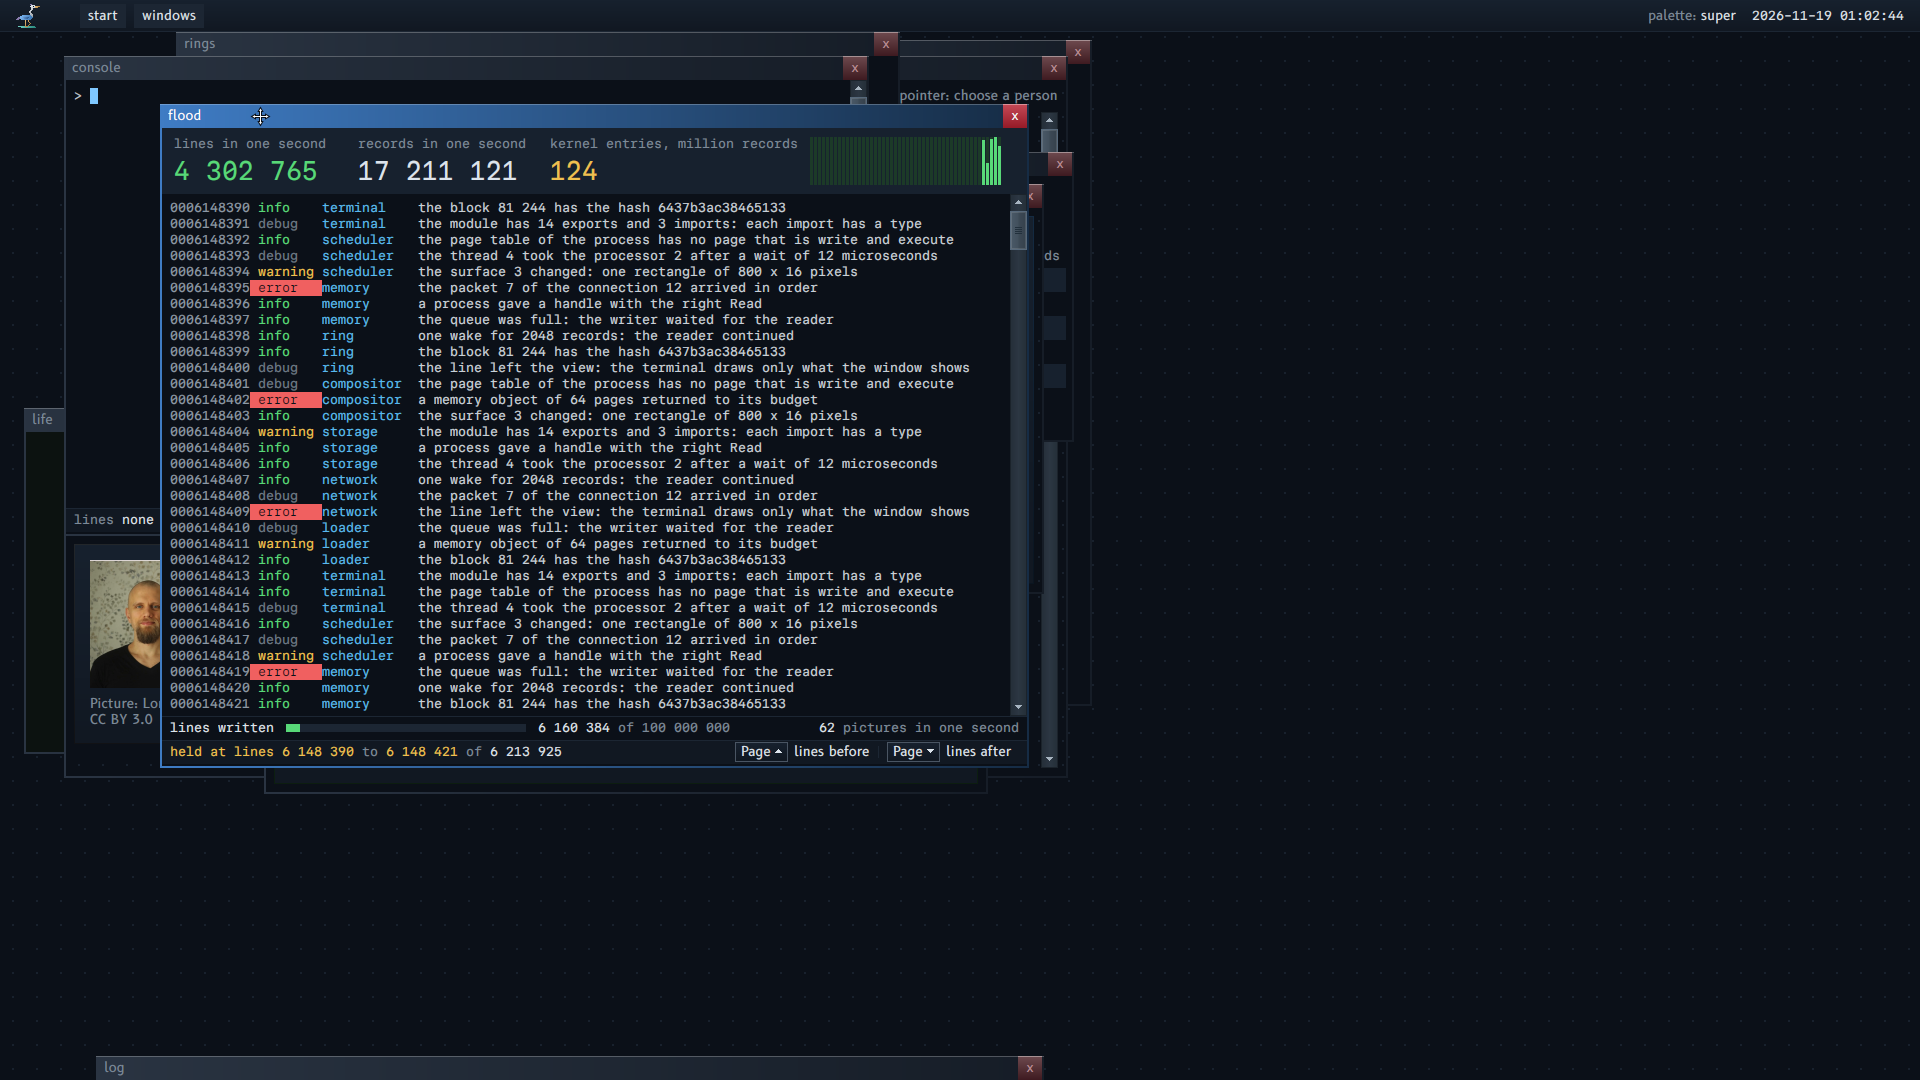 start windows palette: super 2026-11-19 01:02:44
rings x
x
console x
x
> pointer: choose a person
flood x
lines in one second records in one second kernel entries, million records
4 302 765 17 211 121 124
x
x
0006148390 info terminal the block 81 244 has the hash 6437b3ac38465133
0006148391 debug terminal the module has 14 exports and 3 imports: each import has a type
0006148392 info scheduler the page table of the process has no page that is write and execute
0006148393 debug scheduler the thread 4 took the processor 2 after a wait of 12 microseconds
ds
0006148394 warning scheduler the surface 3 changed: one rectangle of 800 x 16 pixels
0006148395 error memory the packet 7 of the connection 12 arrived in order
0006148396 info memory a process gave a handle with the right Read
0006148397 info memory the queue was full: the writer waited for the reader
0006148398 info ring one wake for 2048 records: the reader continued
0006148399 info ring the block 81 244 has the hash 6437b3ac38465133
0006148400 debug ring the line left the view: the terminal draws only what the window shows
0006148401 debug compositor the page table of the process has no page that is write and execute
0006148402 error compositor a memory object of 64 pages returned to its budget
0006148403 info compositor the surface 3 changed: one rectangle of 800 x 16 pixels
life
0006148404 warning storage the module has 14 exports and 3 imports: each import has a type
0006148405 info storage a process gave a handle with the right Read
0006148406 info storage the thread 4 took the processor 2 after a wait of 12 microseconds
0006148407 info network one wake for 2048 records: the reader continued
0006148408 debug network the packet 7 of the connection 12 arrived in order
0006148409 error network the line left the view: the terminal draws only what the window shows
lines none
0006148410 debug loader the queue was full: the writer waited for the reader
0006148411 warning loader a memory object of 64 pages returned to its budget
0006148412 info loader the block 81 244 has the hash 6437b3ac38465133
0006148413 info terminal the module has 14 exports and 3 imports: each import has a type
0006148414 info terminal the page table of the process has no page that is write and execute
0006148415 debug terminal the thread 4 took the processor 2 after a wait of 12 microseconds
0006148416 info scheduler the surface 3 changed: one rectangle of 800 x 16 pixels
0006148417 debug scheduler the packet 7 of the connection 12 arrived in order
0006148418 warning scheduler a process gave a handle with the right Read
0006148419 error memory the queue was full: the writer waited for the reader
0006148420 info memory one wake for 2048 records: the reader continued
0006148421 info memory the block 81 244 has the hash 6437b3ac38465133
Picture: Lo
CC BY 3.0
lines written 6 160 384 of 100 000 000 62 pictures in one second
held at lines 6 148 390 to 6 148 421 of 6 213 925 Page lines before Page lines after
log x